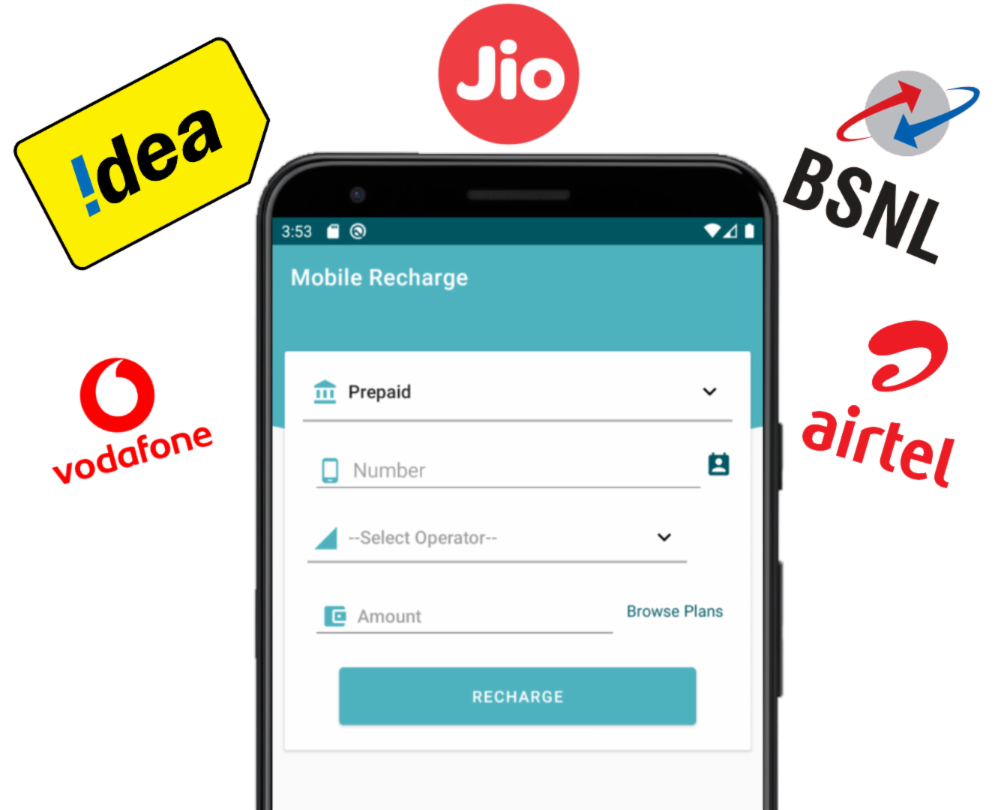 Jio
!dea
BSNL
3:53
Mobile Recharge
Prepaid
vodafone
airtel
Number
--Select Operator--
Amount
Browse Plans
RECHARGE